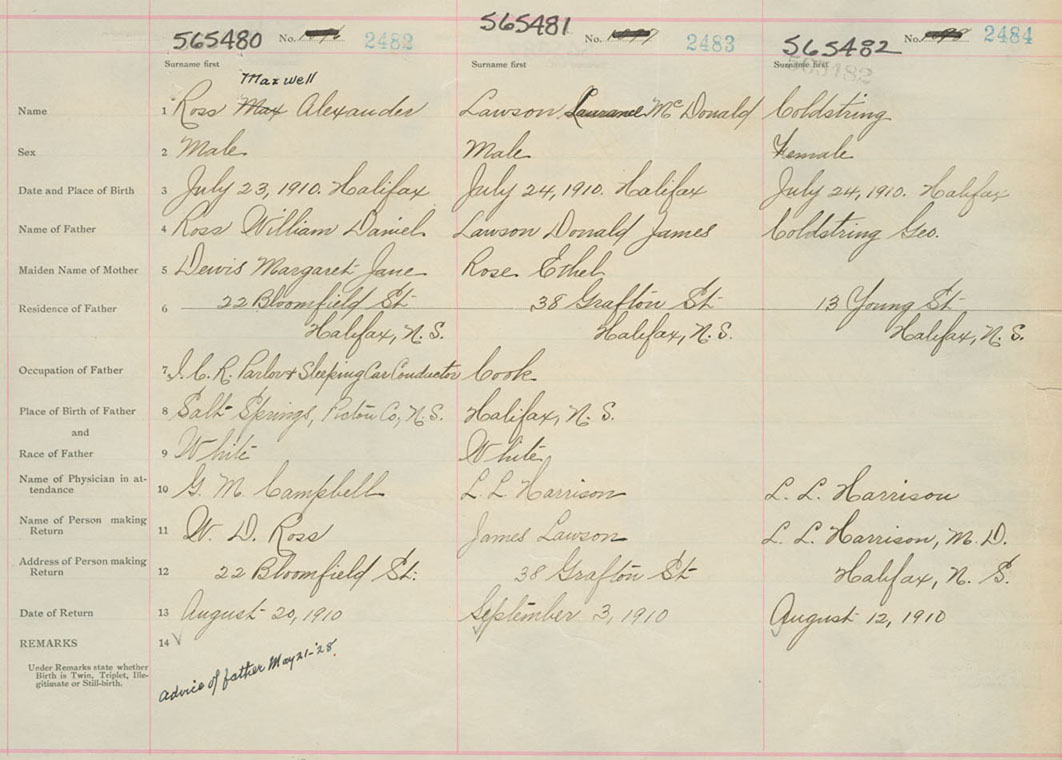 565480 No. 2482 565481 No. 2483 565482 No. 2484
Surname first Surname first Surname first
Maxwell
Name 1 Ross Max Alexander Lawson Laurance McDonald Coldstring
Sex 2 Male Male Female
Date and Place of Birth 3 July 23, 1910. Halifax July 24, 1910. Halifax July 24, 1910. Halifax
Name of Father 4 Ross William Daniel Lawson Donald James Coldstring Geo.
Maiden Name of Mother 5 Dewis Margaret Jane Rose Ethel
Residence of Father 6 22 Bloomfield St 38 Grafton St 13 Young St
Halifax, N. S. Halifax, N. S. Halifax, N. S.
Occupation of Father 7 I. C. R. Parlor & Sleeping Car Conductor Cook
Place of Birth of Father 8 Salt Springs, Pictou Co, N. S. Halifax, N. S.
and
Race of Father 9 White White
Name of Physician in at-
tendance 10 G. M. Campbell L. L. Harrison L. L. Harrison
Name of Person making
Return 11 W. D. Ross James Lawson L. L. Harrison, M. D.
Address of Person making
Return 12 22 Bloomfield St. 38 Grafton St Halifax, N. S.
Date of Return 13 August 20, 1910 September 3, 1910 August 12, 1910
REMARKS 14 √
Under Remarks state whether
Birth is Twin, Triplet, Ille-
gitimate or Still-birth.
advice of father May 21-'28.